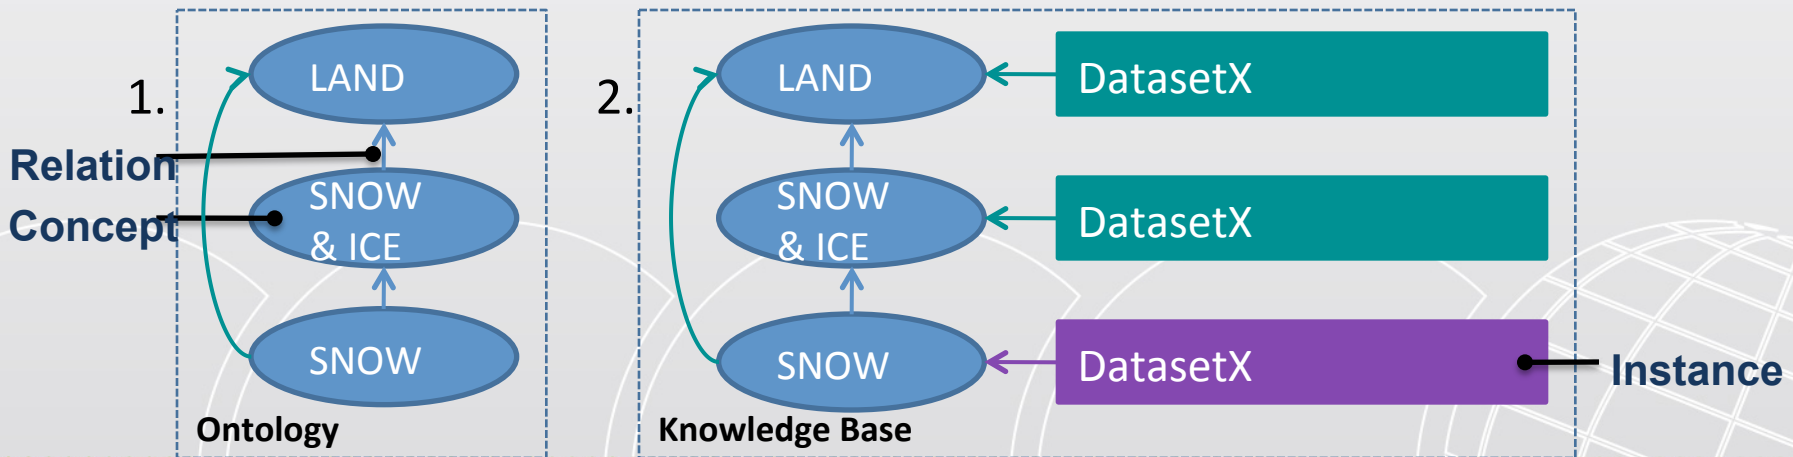 1.
Relation
Concept
LAND
SNOW
& ICE
SNOW
Ontology
2.
LAND
DatasetX
SNOW
& ICE
DatasetX
SNOW
DatasetX
Instance
Knowledge Base